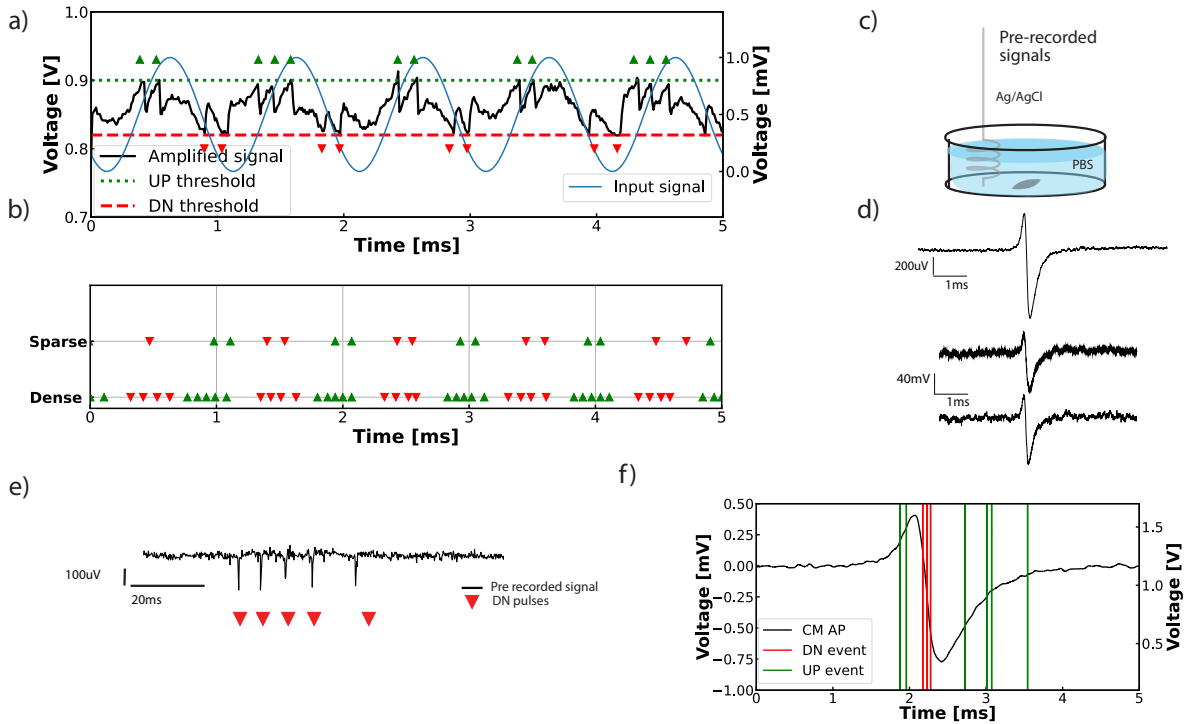 a)
1.0
0.9
0.8
0.7
Voltage [V]
1.0
0.5
0.0
Voltage [mV]
Amplified signal
UP threshold
DN threshold
Input signal
0
1
2
3
4
5
Time [ms]
b)
Sparse
Dense
0
1
2
3
4
5
Time [ms]
c)
Pre-recorded
signals
Ag/AgCl
PBS
d)
200uV
1ms
40mV
1ms
e)
100uV
20ms
Pre recorded signal
DN pulses
f)
0.50
0.25
0.00
−0.25
−0.50
−0.75
−1.00
Voltage [mV]
1.5
1.0
0.5
Voltage [V]
CM AP
DN event
UP event
0
1
2
3
4
5
Time [ms]